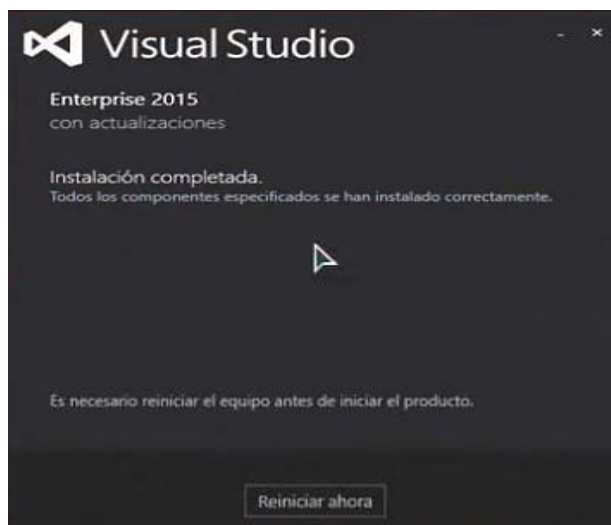 Visual Studio
Enterprise 2015
con actualizaciones
Instalación completada.
Todos los componentes especificados se han instalado correctamente.
Es necesario reiniciar el equipo antes de iniciar el producto.
Reiniciar ahora